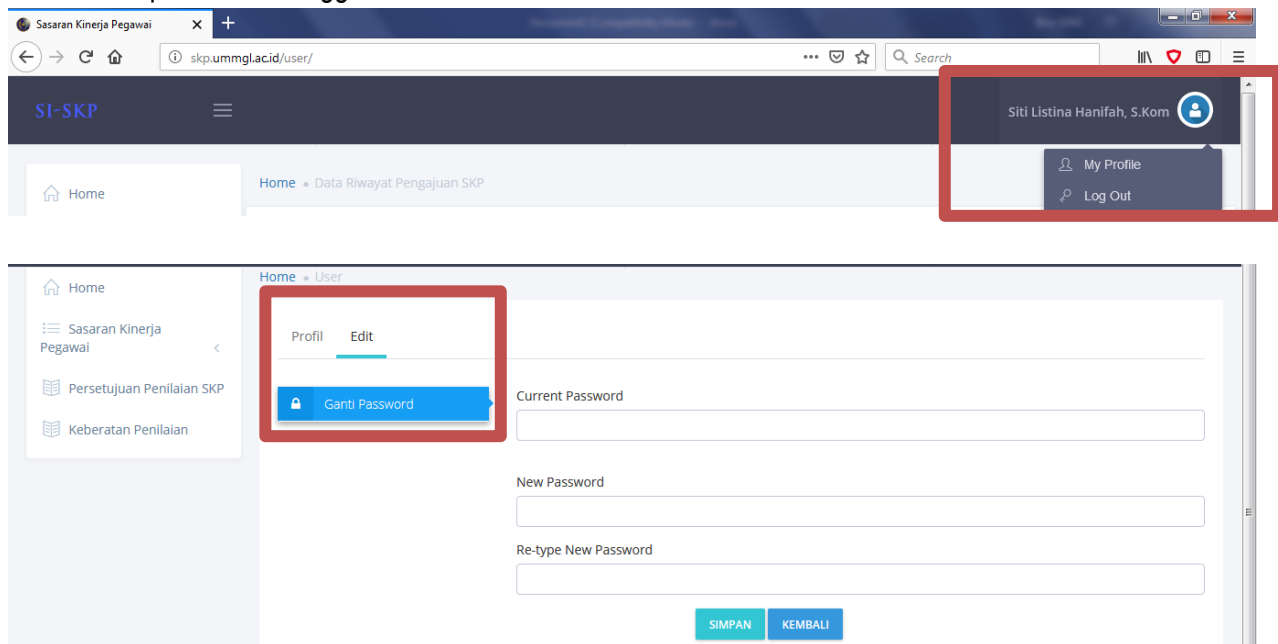 Sasaran Kinerja Pegawai
skp.ummgl.ac.id/user/
Search
SI-SKP
Siti Listina Hanifah, S.Kom
My Profile
Log Out
Home
Home • Data Riwayat Pengajuan SKP
Home
Sasaran Kinerja
Pegawai
Persetujuan Penilaian SKP
Keberatan Penilaian
Home • User
Profil Edit
Ganti Password
Current Password
New Password
Re-type New Password
SIMPAN KEMBALI